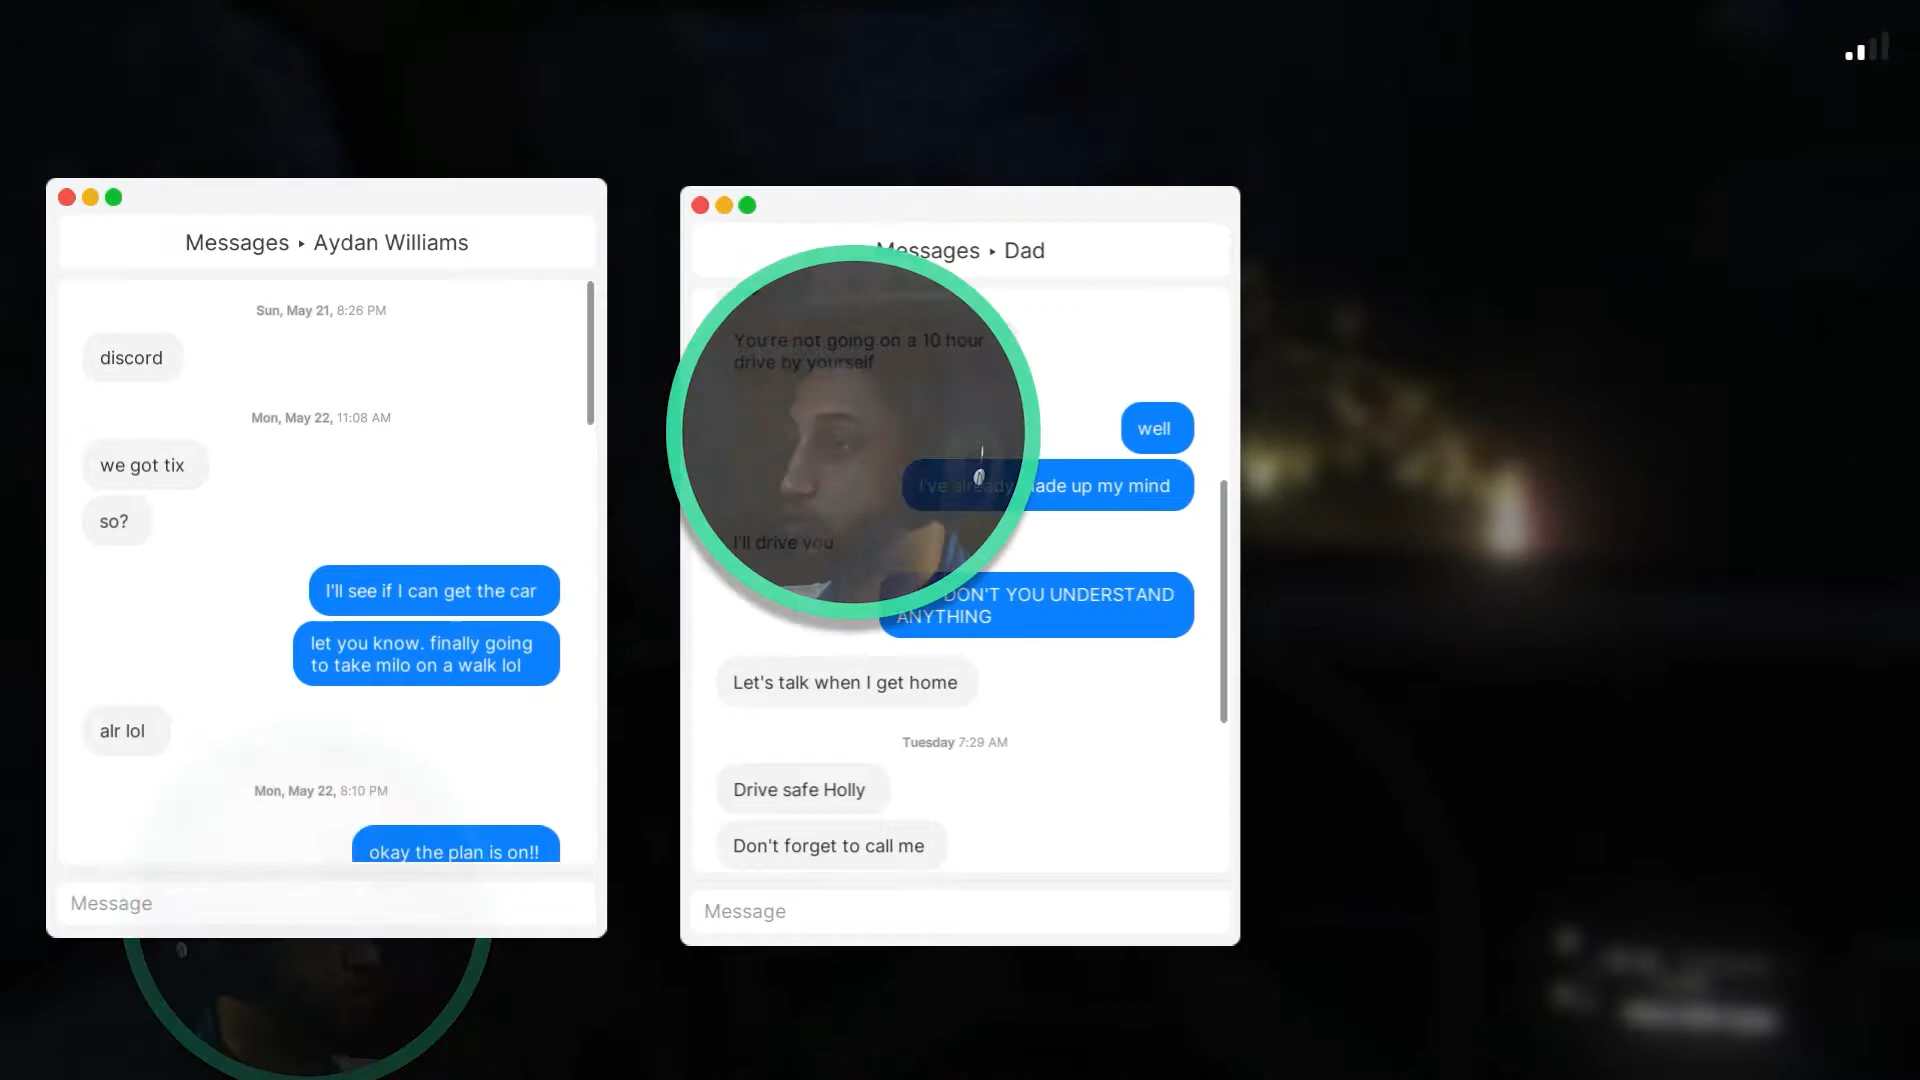 Messages ‣ Aydan Williams
Sun, May 21, 8:26 PM
discord
Mon, May 22, 11:08 AM
we got tix
so?
I'll see if I can get the car
let you know. finally going
to take milo on a walk lol
alr lol
Mon, May 22, 8:10 PM
okay the plan is on!!
Message
Messages ‣ Dad
You're not going on a 10 hour
drive by yourself
well
I've already made up my mind
I'll drive you
DON'T YOU UNDERSTAND
ANYTHING
Let's talk when I get home
Tuesday 7:29 AM
Drive safe Holly
Don't forget to call me
Message